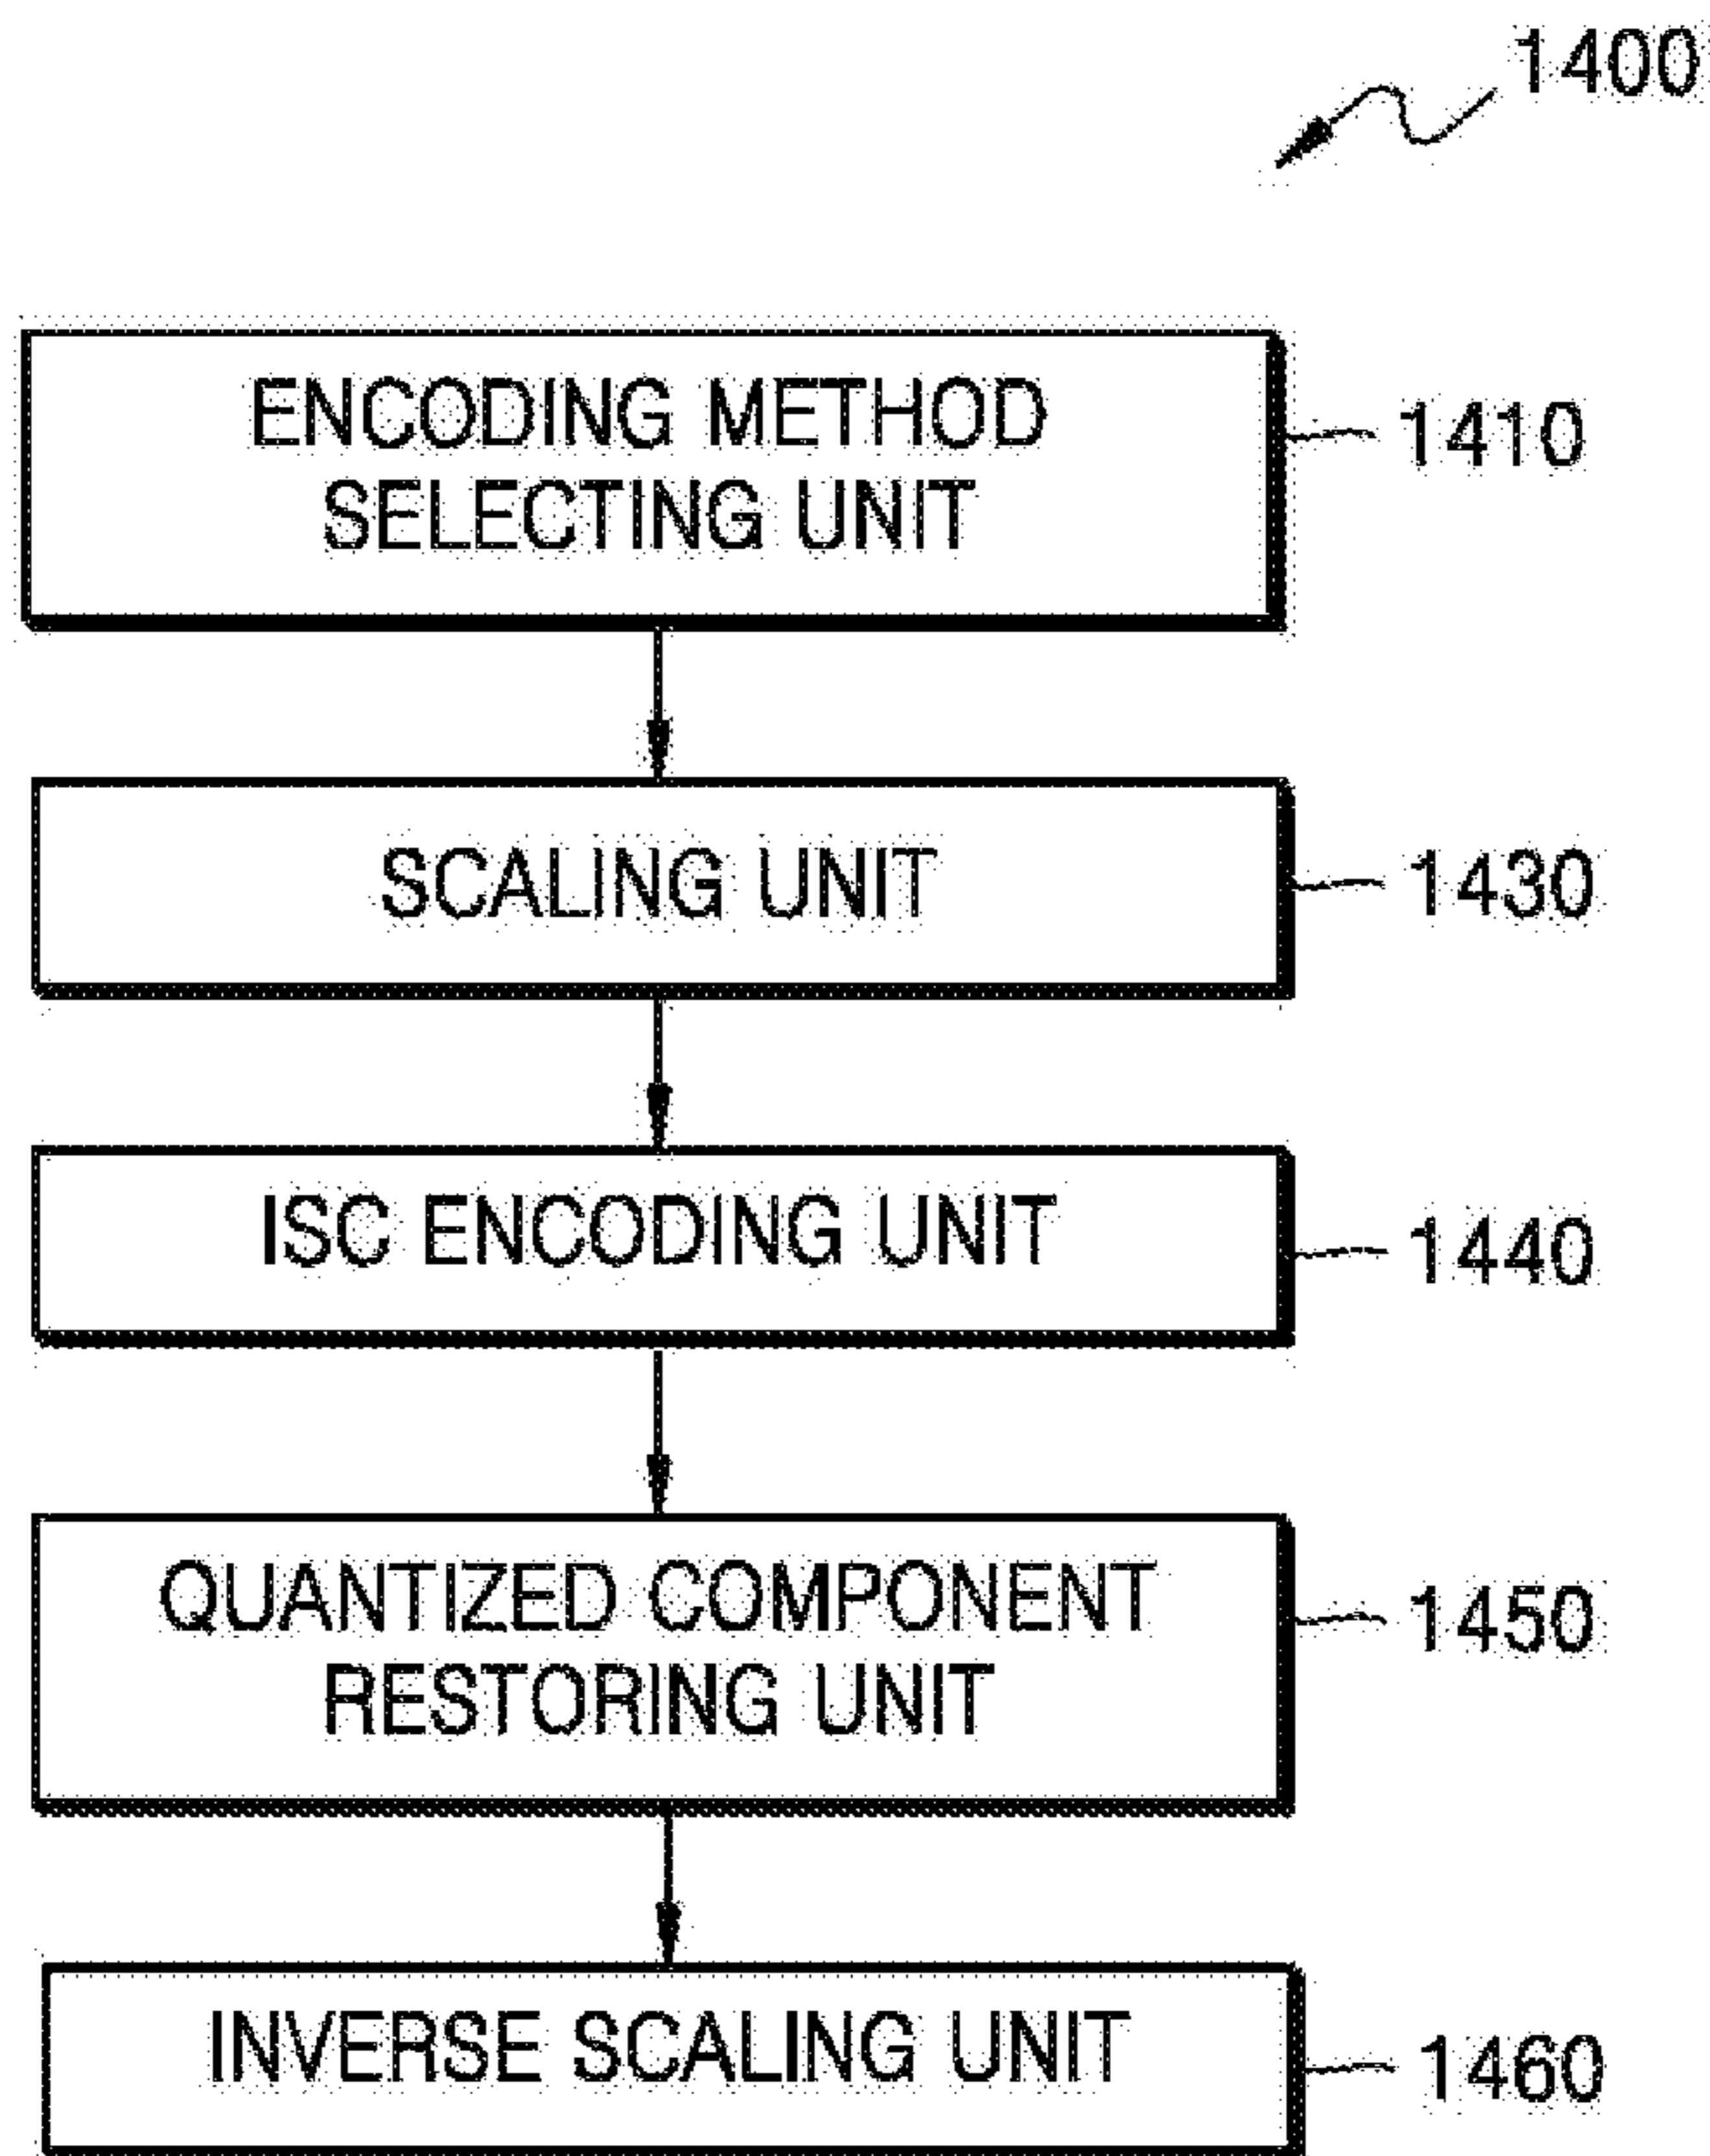 1400
ENCODING METHOD
SELECTING UNIT
1410
SCALING UNIT
1430
ISC ENCODING UNIT
1440
QUANTIZED COMPONENT
RESTORING UNIT
1450
INVERSE SCALING UNIT
1460